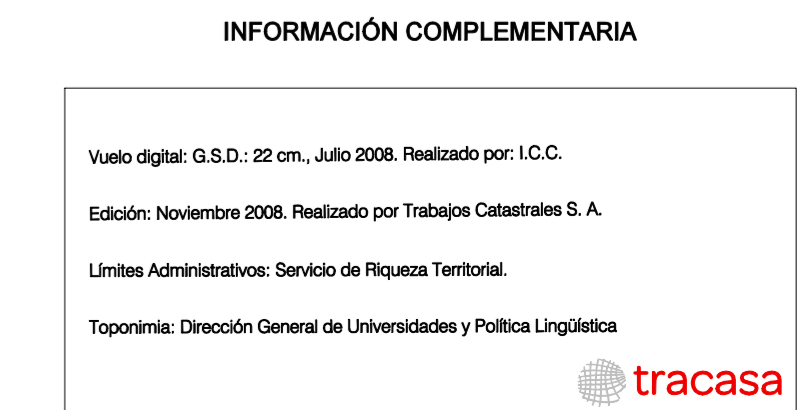 INFORMACIÓN COMPLEMENTARIA
Vuelo digital: G.S.D.: 22 cm., Julio 2008. Realizado por: I.C.C.
Edición: Noviembre 2008. Realizado por Trabajos Catastrales S. A.
Límites Administrativos: Servicio de Riqueza Territorial.
Toponimia: Dirección General de Universidades y Política Lingüística
tracasa